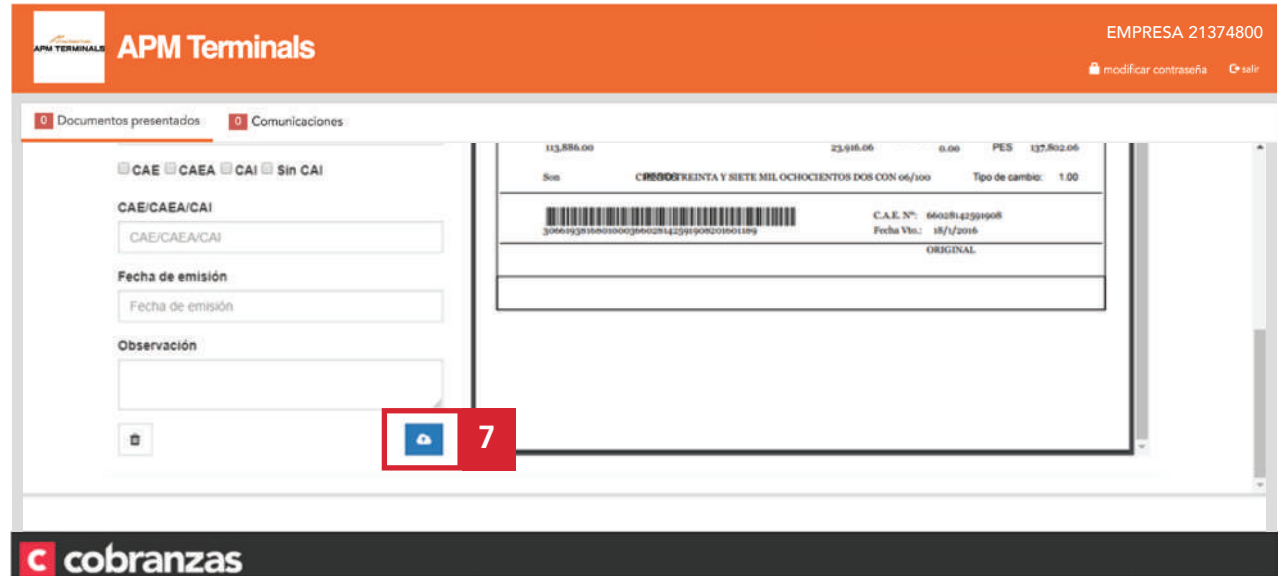 APM TERMINALS
APM Terminals
EMPRESA 21374800
modificar contraseña salir
0 Documentos presentados 0 Comunicaciones
CAE CAEA CAI Sin CAI
CAE/CAEA/CAI
CAE/CAEA/CAI
Fecha de emisión
Fecha de emisión
Observación
7
113,886.00 23,916.06 0.00 PES 137,802.06
Son TREINTA Y SIETE MIL OCHOCIENTOS DOS CON 06/100 Tipo de cambio: 1.00
C.A.E. Nº: 66028142591908
Fecha Vto.: 18/1/2016
ORIGINAL
c cobranzas